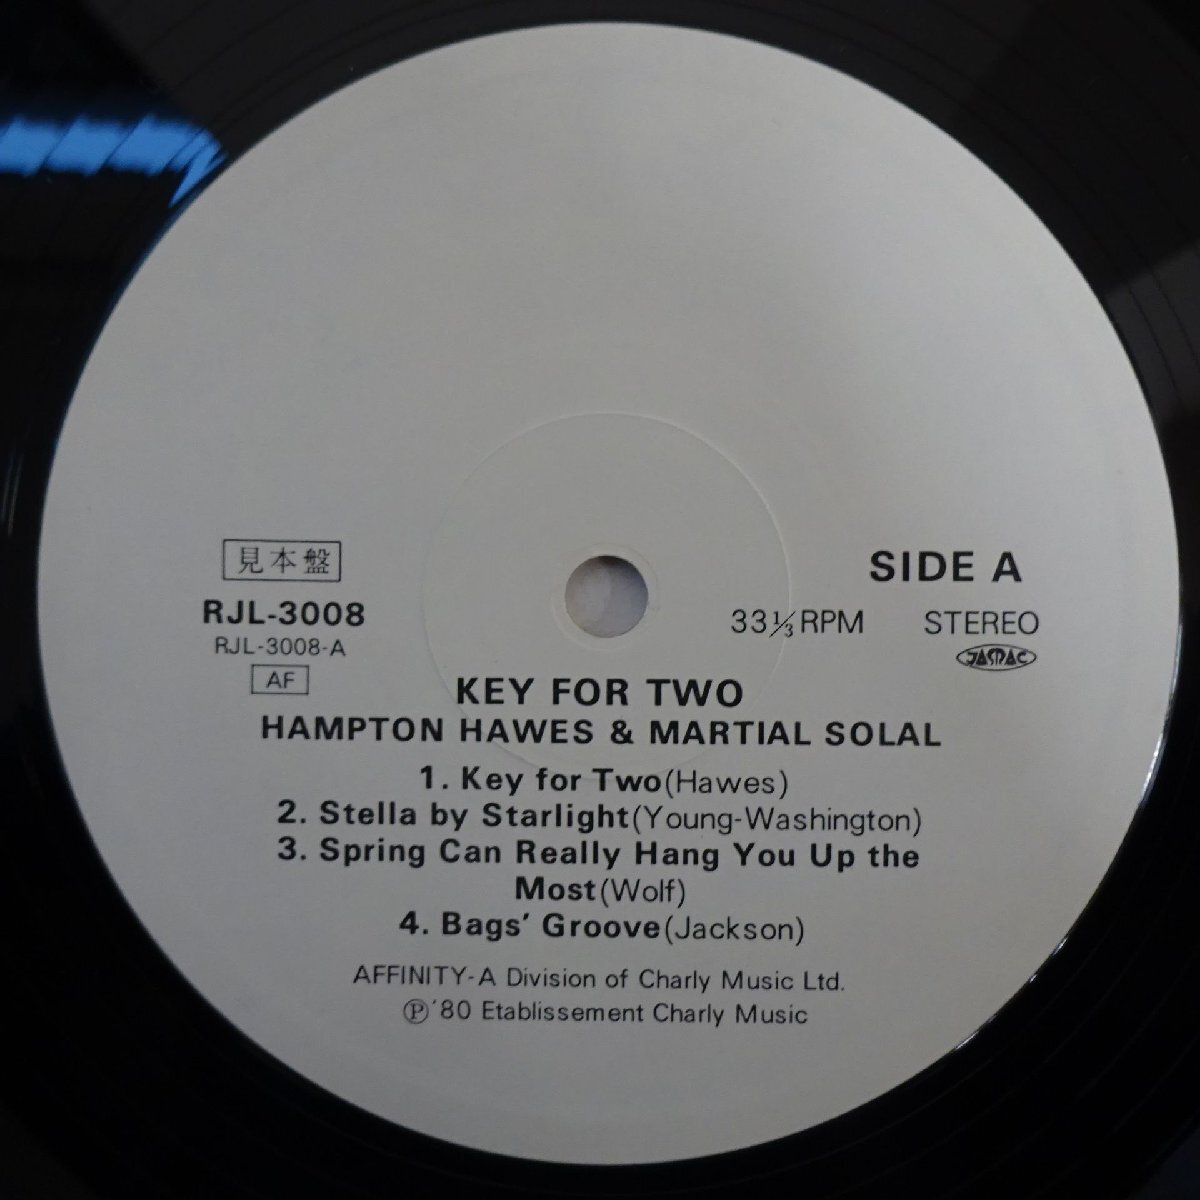 見本盤
RJL-3008
RJL-3008-A
AF
SIDE A
33⅓RPM STEREO
JASRAC
KEY FOR TWO
HAMPTON HAWES & MARTIAL SOLAL
1. Key for Two(Hawes)
2. Stella by Starlight(Young-Washington)
3. Spring Can Really Hang You Up the
Most(Wolf)
4. Bags' Groove(Jackson)
AFFINITY-A Division of Charly Music Ltd.
Ⓟ'80 Etablissement Charly Music